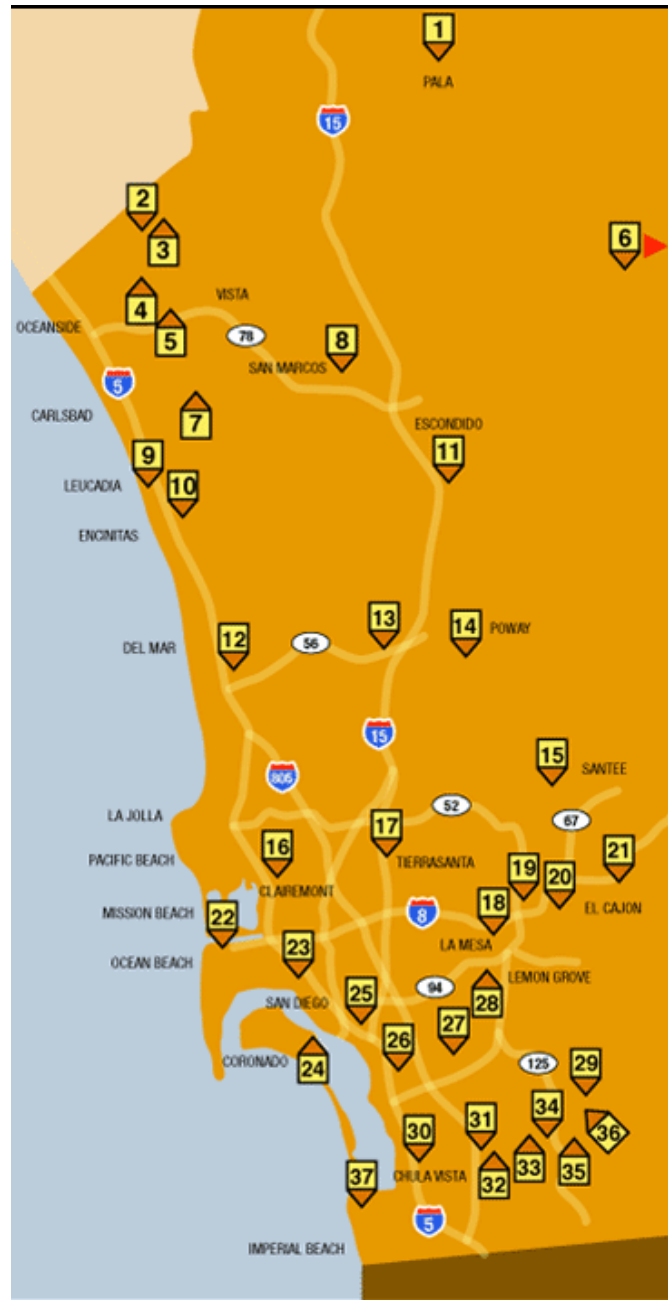 1
PALA
15
2
3
6
4
VISTA
OCEANSIDE
5
78
8
SAN MARCOS
5
CARLSBAD
7
ESCONDIDO
9
11
LEUCADIA
10
ENCINITAS
13
14
POWAY
12
56
DEL MAR
15
15
SANTEE
805
52
LA JOLLA
67
17
16
TIERRASANTA
21
PACIFIC BEACH
19
20
CLAIREMONT
18
8
EL CAJON
MISSION BEACH
22
LA MESA
23
OCEAN BEACH
LEMON GROVE
94
25
28
SAN DIEGO
27
26
CORONADO
24
125
29
34
31
36
30
33
35
CHULA VISTA
32
37
5
IMPERIAL BEACH